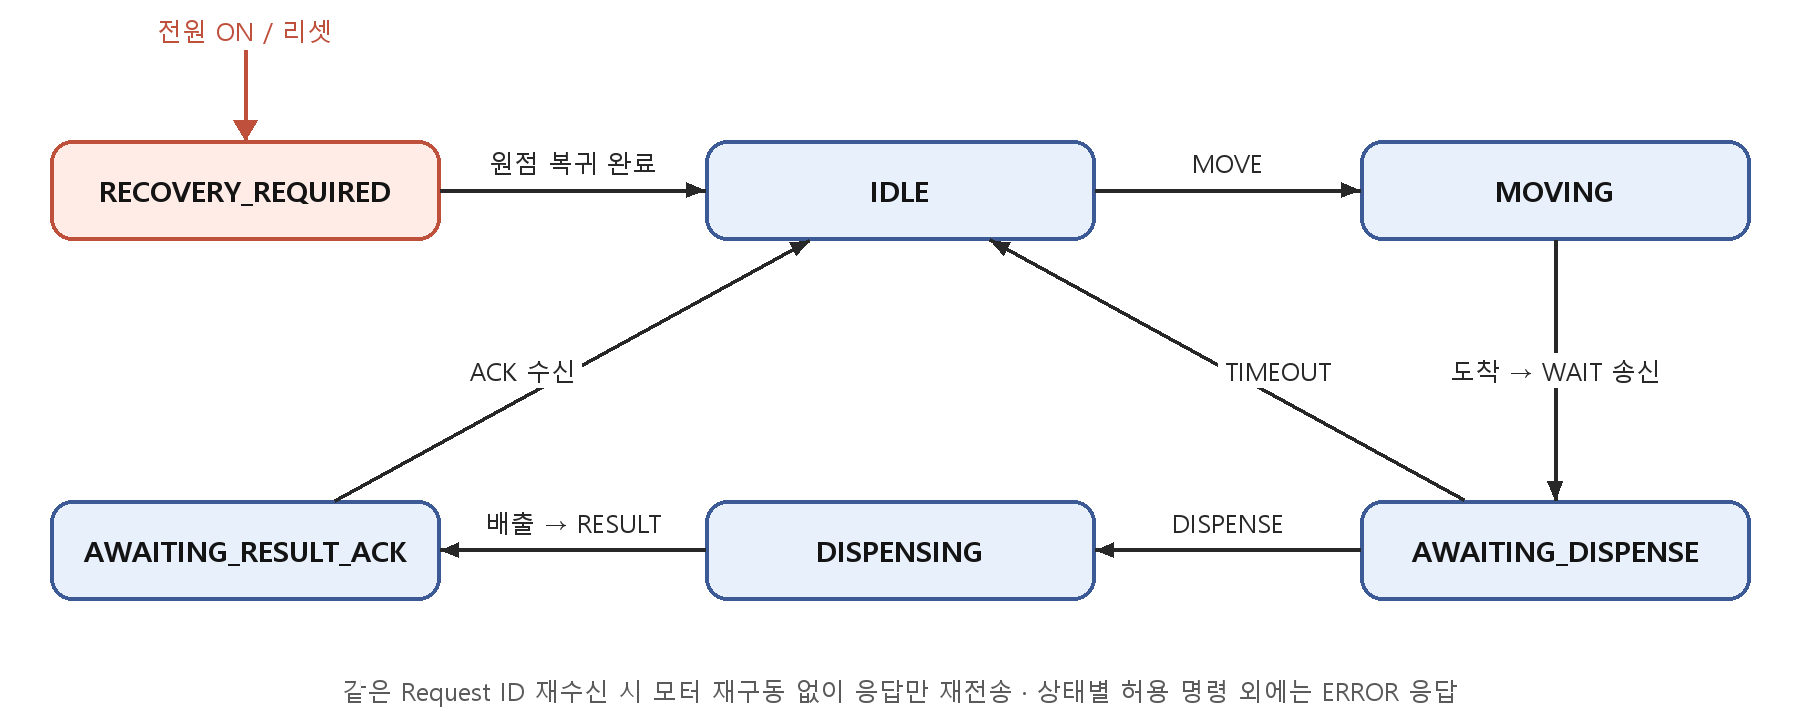 전원 ON / 리셋
RECOVERY_REQUIRED
원점 복귀 완료
IDLE
MOVE
MOVING
ACK 수신
TIMEOUT
도착 → WAIT 송신
AWAITING_RESULT_ACK
배출 → RESULT
DISPENSING
DISPENSE
AWAITING_DISPENSE
같은 Request ID 재수신 시 모터 재구동 없이 응답만 재전송 · 상태별 허용 명령 외에는 ERROR 응답